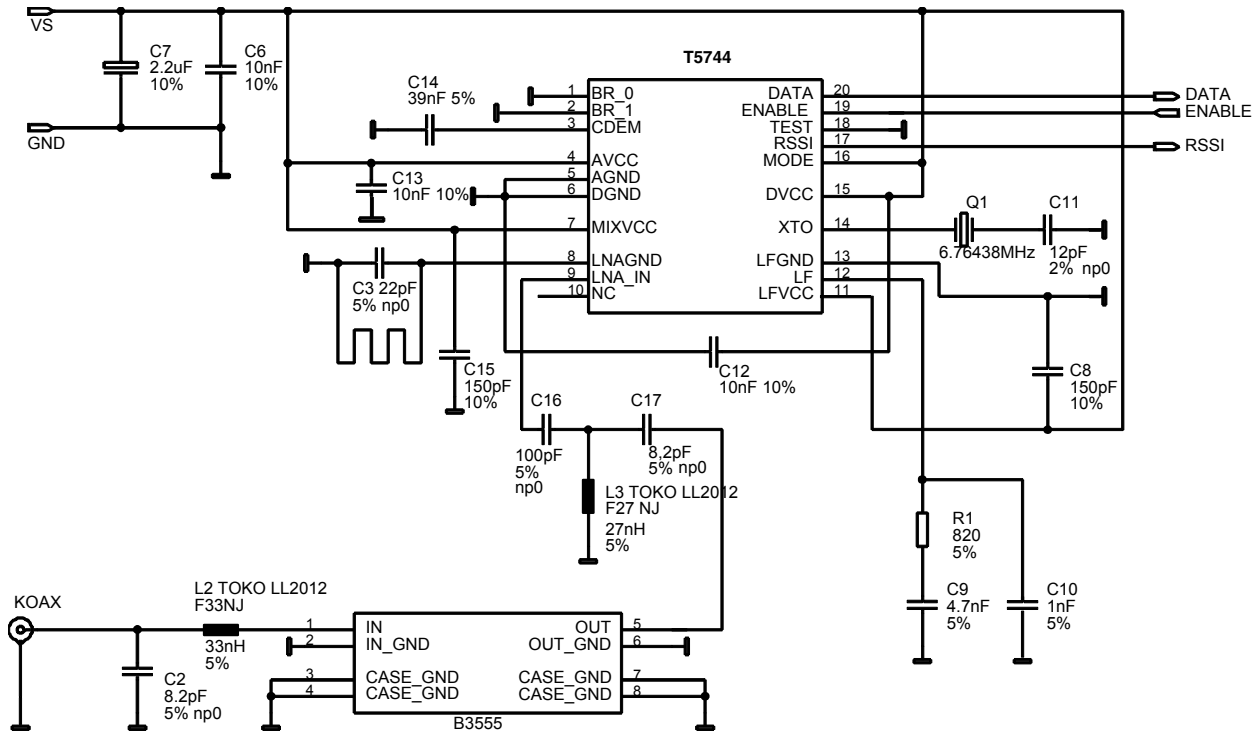 VS
C7
2.2uF
10%
C6
10nF
10%
GND
T5744
C14
39nF 5%
1 BR_0
2 BR_1
3 CDEM
4 AVCC
5 AGND
6 DGND
7 MIXVCC
8 LNAGND
9 LNA_IN
10 NC
DATA 20
ENABLE 19
TEST 18
RSSI 17
MODE 16
DVCC 15
XTO 14
LFGND 13
LF 12
LFVCC 11
DATA
ENABLE
RSSI
C13
10nF 10%
Q1
6.76438MHz
C11
12pF
2% np0
C3 22pF
5% np0
C15
150pF
10%
C12
10nF 10%
C8
150pF
10%
C16
100pF
5%
np0
C17
8,2pF
5% np0
L3 TOKO LL2012
F27 NJ
27nH
5%
R1
820
5%
C9
4.7nF
5%
C10
1nF
5%
KOAX
L2 TOKO LL2012
F33NJ
33nH
5%
C2
8.2pF
5% np0
1 IN
2 IN_GND
3 CASE_GND
4 CASE_GND
OUT 5
OUT_GND 6
CASE_GND 7
CASE_GND 8
B3555